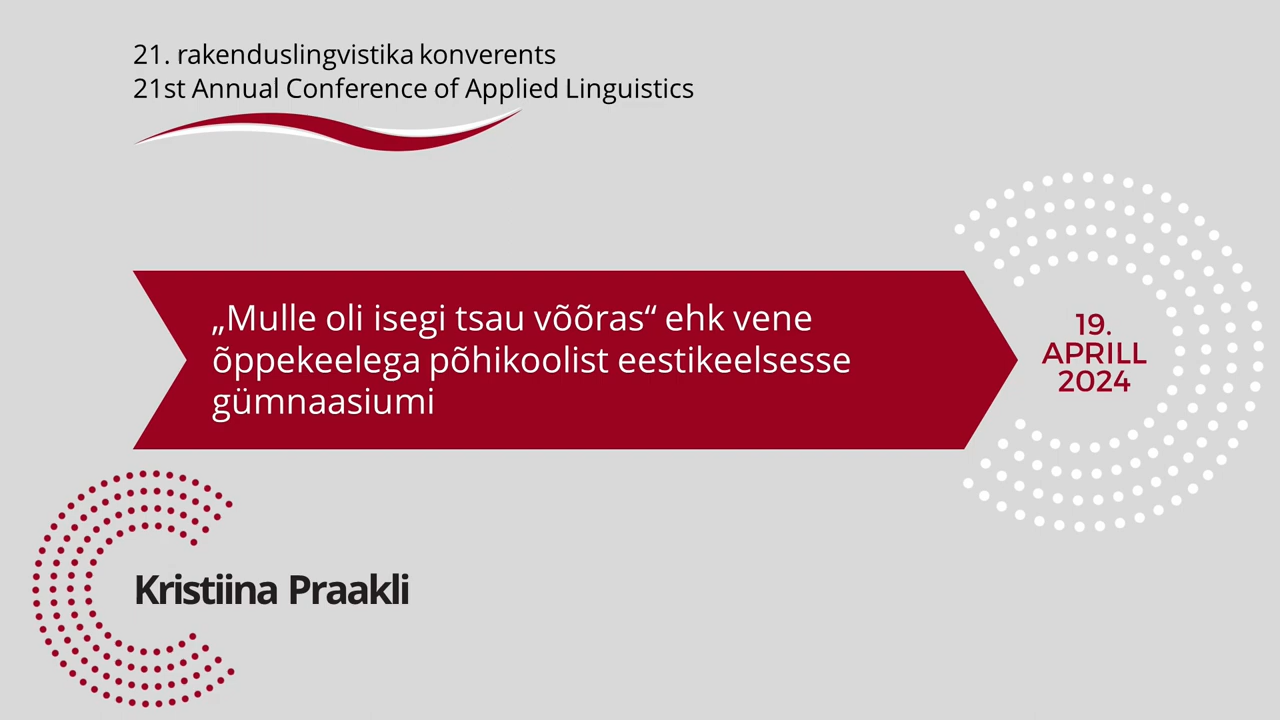 21. rakenduslingvistika konverents
21st Annual Conference of Applied Linguistics
„Mulle oli isegi tsau võõras“ ehk vene
õppekeelega põhikoolist eestikeelsesse
gümnaasiumi
19.
APRILL
2024
Kristiina Praakli